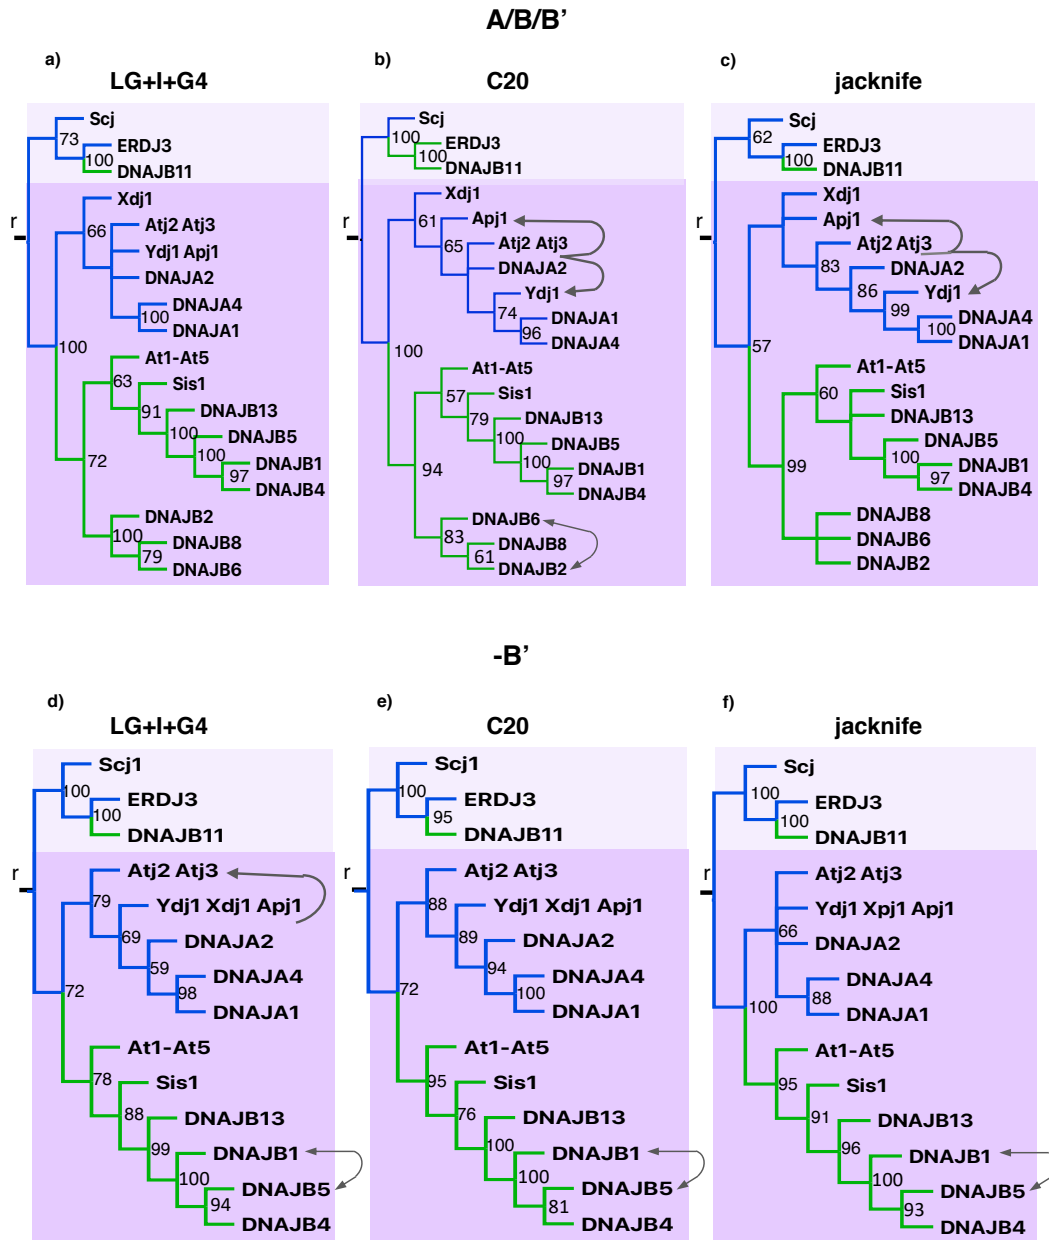 A/B/B’
a)
LG+I+G4
Scj
73
ERDJ3
100
DNAJB11
r
Xdj1
66
Atj2 Atj3
Ydj1 Apj1
DNAJA2
DNAJA4
100
DNAJA1
100
At1-At5
63
Sis1
91
DNAJB13
100
DNAJB5
100
DNAJB1
97
DNAJB4
72
DNAJB2
100
DNAJB8
79
DNAJB6
b)
C20
Scj
100
ERDJ3
100
DNAJB11
r
Xdj1
61
Apj1
65
Atj2 Atj3
DNAJA2
Ydj1
74
DNAJA1
96
DNAJA4
100
At1-At5
57
Sis1
79
DNAJB13
100
DNAJB5
100
DNAJB1
97
DNAJB4
94
DNAJB6
83
DNAJB8
61
DNAJB2
c)
jacknife
Scj
62
ERDJ3
100
DNAJB11
r
Xdj1
Apj1
Atj2 Atj3
83
DNAJA2
86
Ydj1
99
DNAJA4
100
DNAJA1
57
At1-At5
60
Sis1
DNAJB13
DNAJB5
100
DNAJB1
97
DNAJB4
99
DNAJB8
DNAJB6
DNAJB2
-B’
d)
LG+I+G4
Scj1
100
ERDJ3
100
DNAJB11
r
Atj2 Atj3
79
Ydj1 Xdj1 Apj1
69
DNAJA2
59
DNAJA4
98
DNAJA1
72
At1-At5
78
Sis1
88
DNAJB13
99
DNAJB1
100
DNAJB5
94
DNAJB4
e)
C20
Scj1
100
ERDJ3
95
DNAJB11
r
Atj2 Atj3
88
Ydj1 Xdj1 Apj1
89
DNAJA2
94
DNAJA4
100
DNAJA1
72
At1-At5
95
Sis1
76
DNAJB13
100
DNAJB1
100
DNAJB5
81
DNAJB4
f)
jacknife
Scj
100
ERDJ3
100
DNAJB11
r
Atj2 Atj3
Ydj1 Xpj1 Apj1
66
DNAJA2
DNAJA4
88
DNAJA1
100
At1-At5
95
Sis1
91
DNAJB13
96
DNAJB1
100
DNAJB5
93
DNAJB4